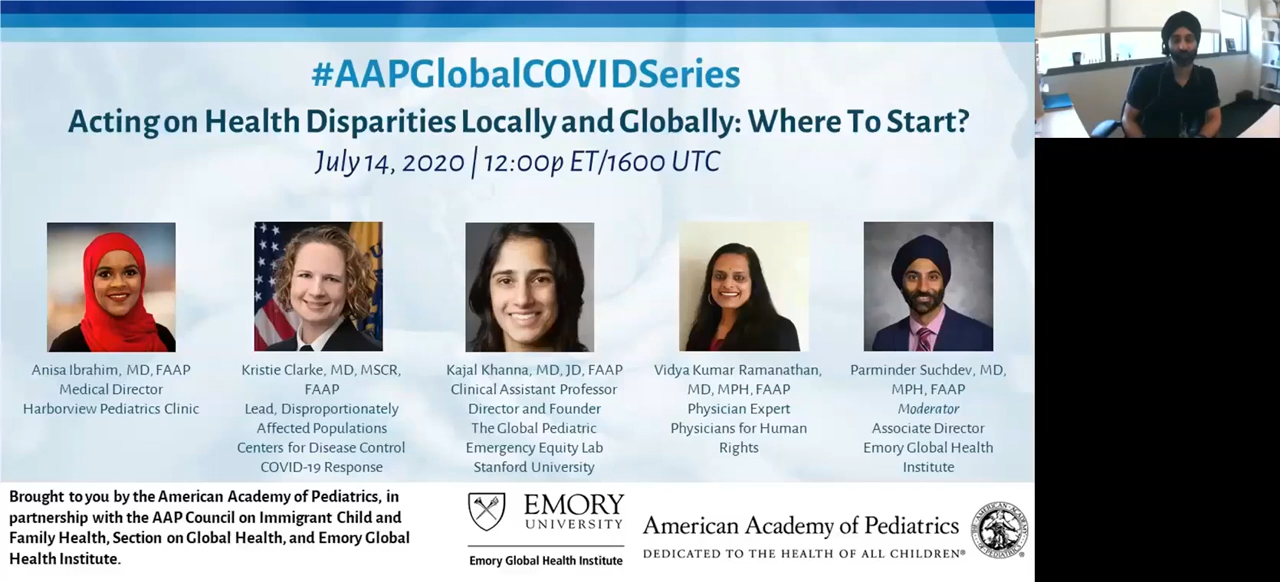 #AAPGlobalCOVIDSeries
Acting on Health Disparities Locally and Globally: Where To Start?
July 14, 2020 | 12:00p ET/1600 UTC
Anisa Ibrahim, MD, FAAP
Medical Director
Harborview Pediatrics Clinic
Kristie Clarke, MD, MSCR,
FAAP
Lead, Disproportionately
Affected Populations
Centers for Disease Control
COVID-19 Response
Kajal Khanna, MD, JD, FAAP
Clinical Assistant Professor
Director and Founder
The Global Pediatric
Emergency Equity Lab
Stanford University
Vidya Kumar Ramanathan,
MD, MPH, FAAP
Physician Expert
Physicians for Human
Rights
Parminder Suchdev, MD,
MPH, FAAP
Moderator
Associate Director
Emory Global Health
Institute
Brought to you by the American Academy of Pediatrics, in
partnership with the AAP Council on Immigrant Child and
Family Health, Section on Global Health, and Emory Global
Health Institute.
EMORY
UNIVERSITY
Emory Global Health Institute
American Academy of Pediatrics
DEDICATED TO THE HEALTH OF ALL CHILDREN®